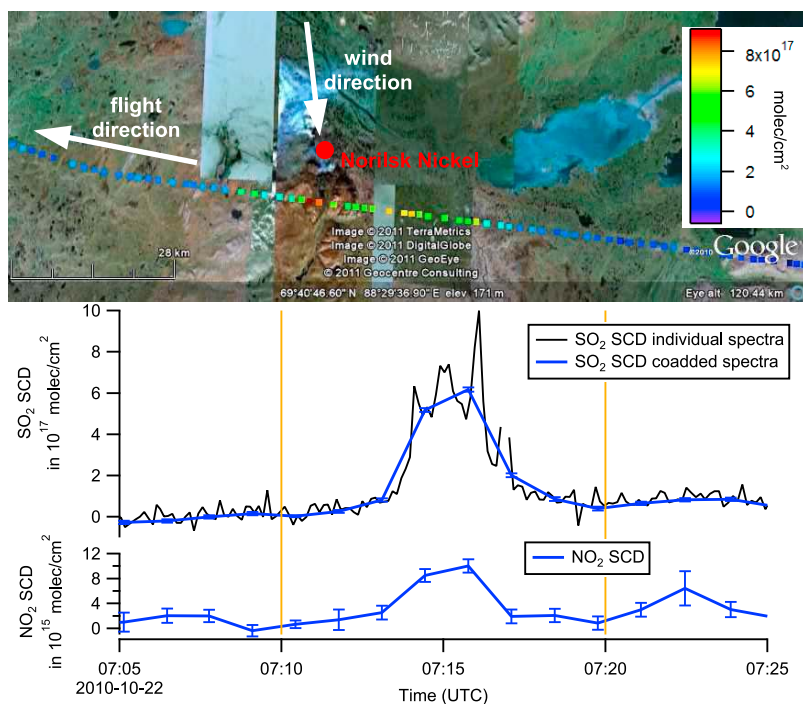 wind
direction
flight
direction
Norilsk Nickel
8x10^17
6
4
2
0
molec/cm^2
Image © 2011 TerraMetrics
Image © 2011 DigitalGlobe
Image © 2011 GeoEye
© 2011 Geocentre Consulting
©2010 Google
28 km
69°40'46.60" N 88°29'36.90" E elev 171 m
Eye alt 120.44 km
SO2 SCD
in 10^17 molec/cm^2
10
8
6
4
2
0
SO2 SCD individual spectra
SO2 SCD coadded spectra
NO2 SCD
in 10^15 molec/cm^2
12
8
4
0
NO2 SCD
07:05
07:10
07:15
07:20
07:25
2010-10-22
Time (UTC)